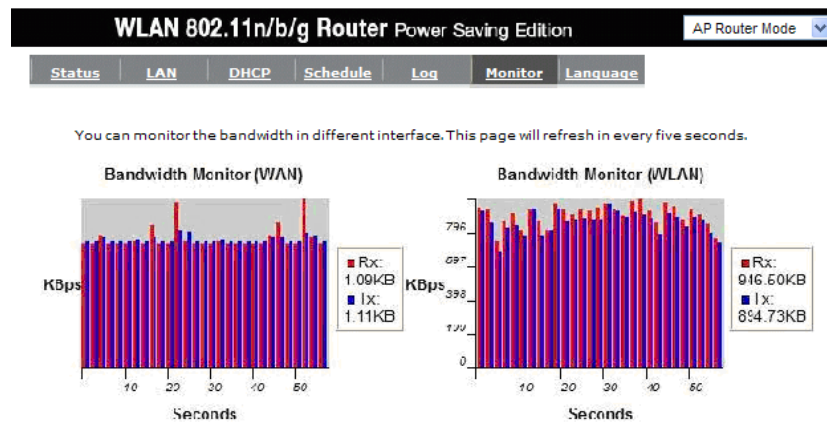 WLAN 802.11n/b/g Router Power Saving Edition
AP Router Mode
Status LAN DHCP Schedule Log Monitor Language
You can monitor the bandwidth in different interface. This page will refresh in every five seconds.
Bandwidth Monitor (WAN)
KBps
10 20 30 40 50
Seconds
Rx:
1.09KB
Tx:
1.11KB
Bandwidth Monitor (WLAN)
KBps
796
597
398
199
0
10 20 30 40 50
Seconds
Rx:
946.60KB
Tx:
894.73KB